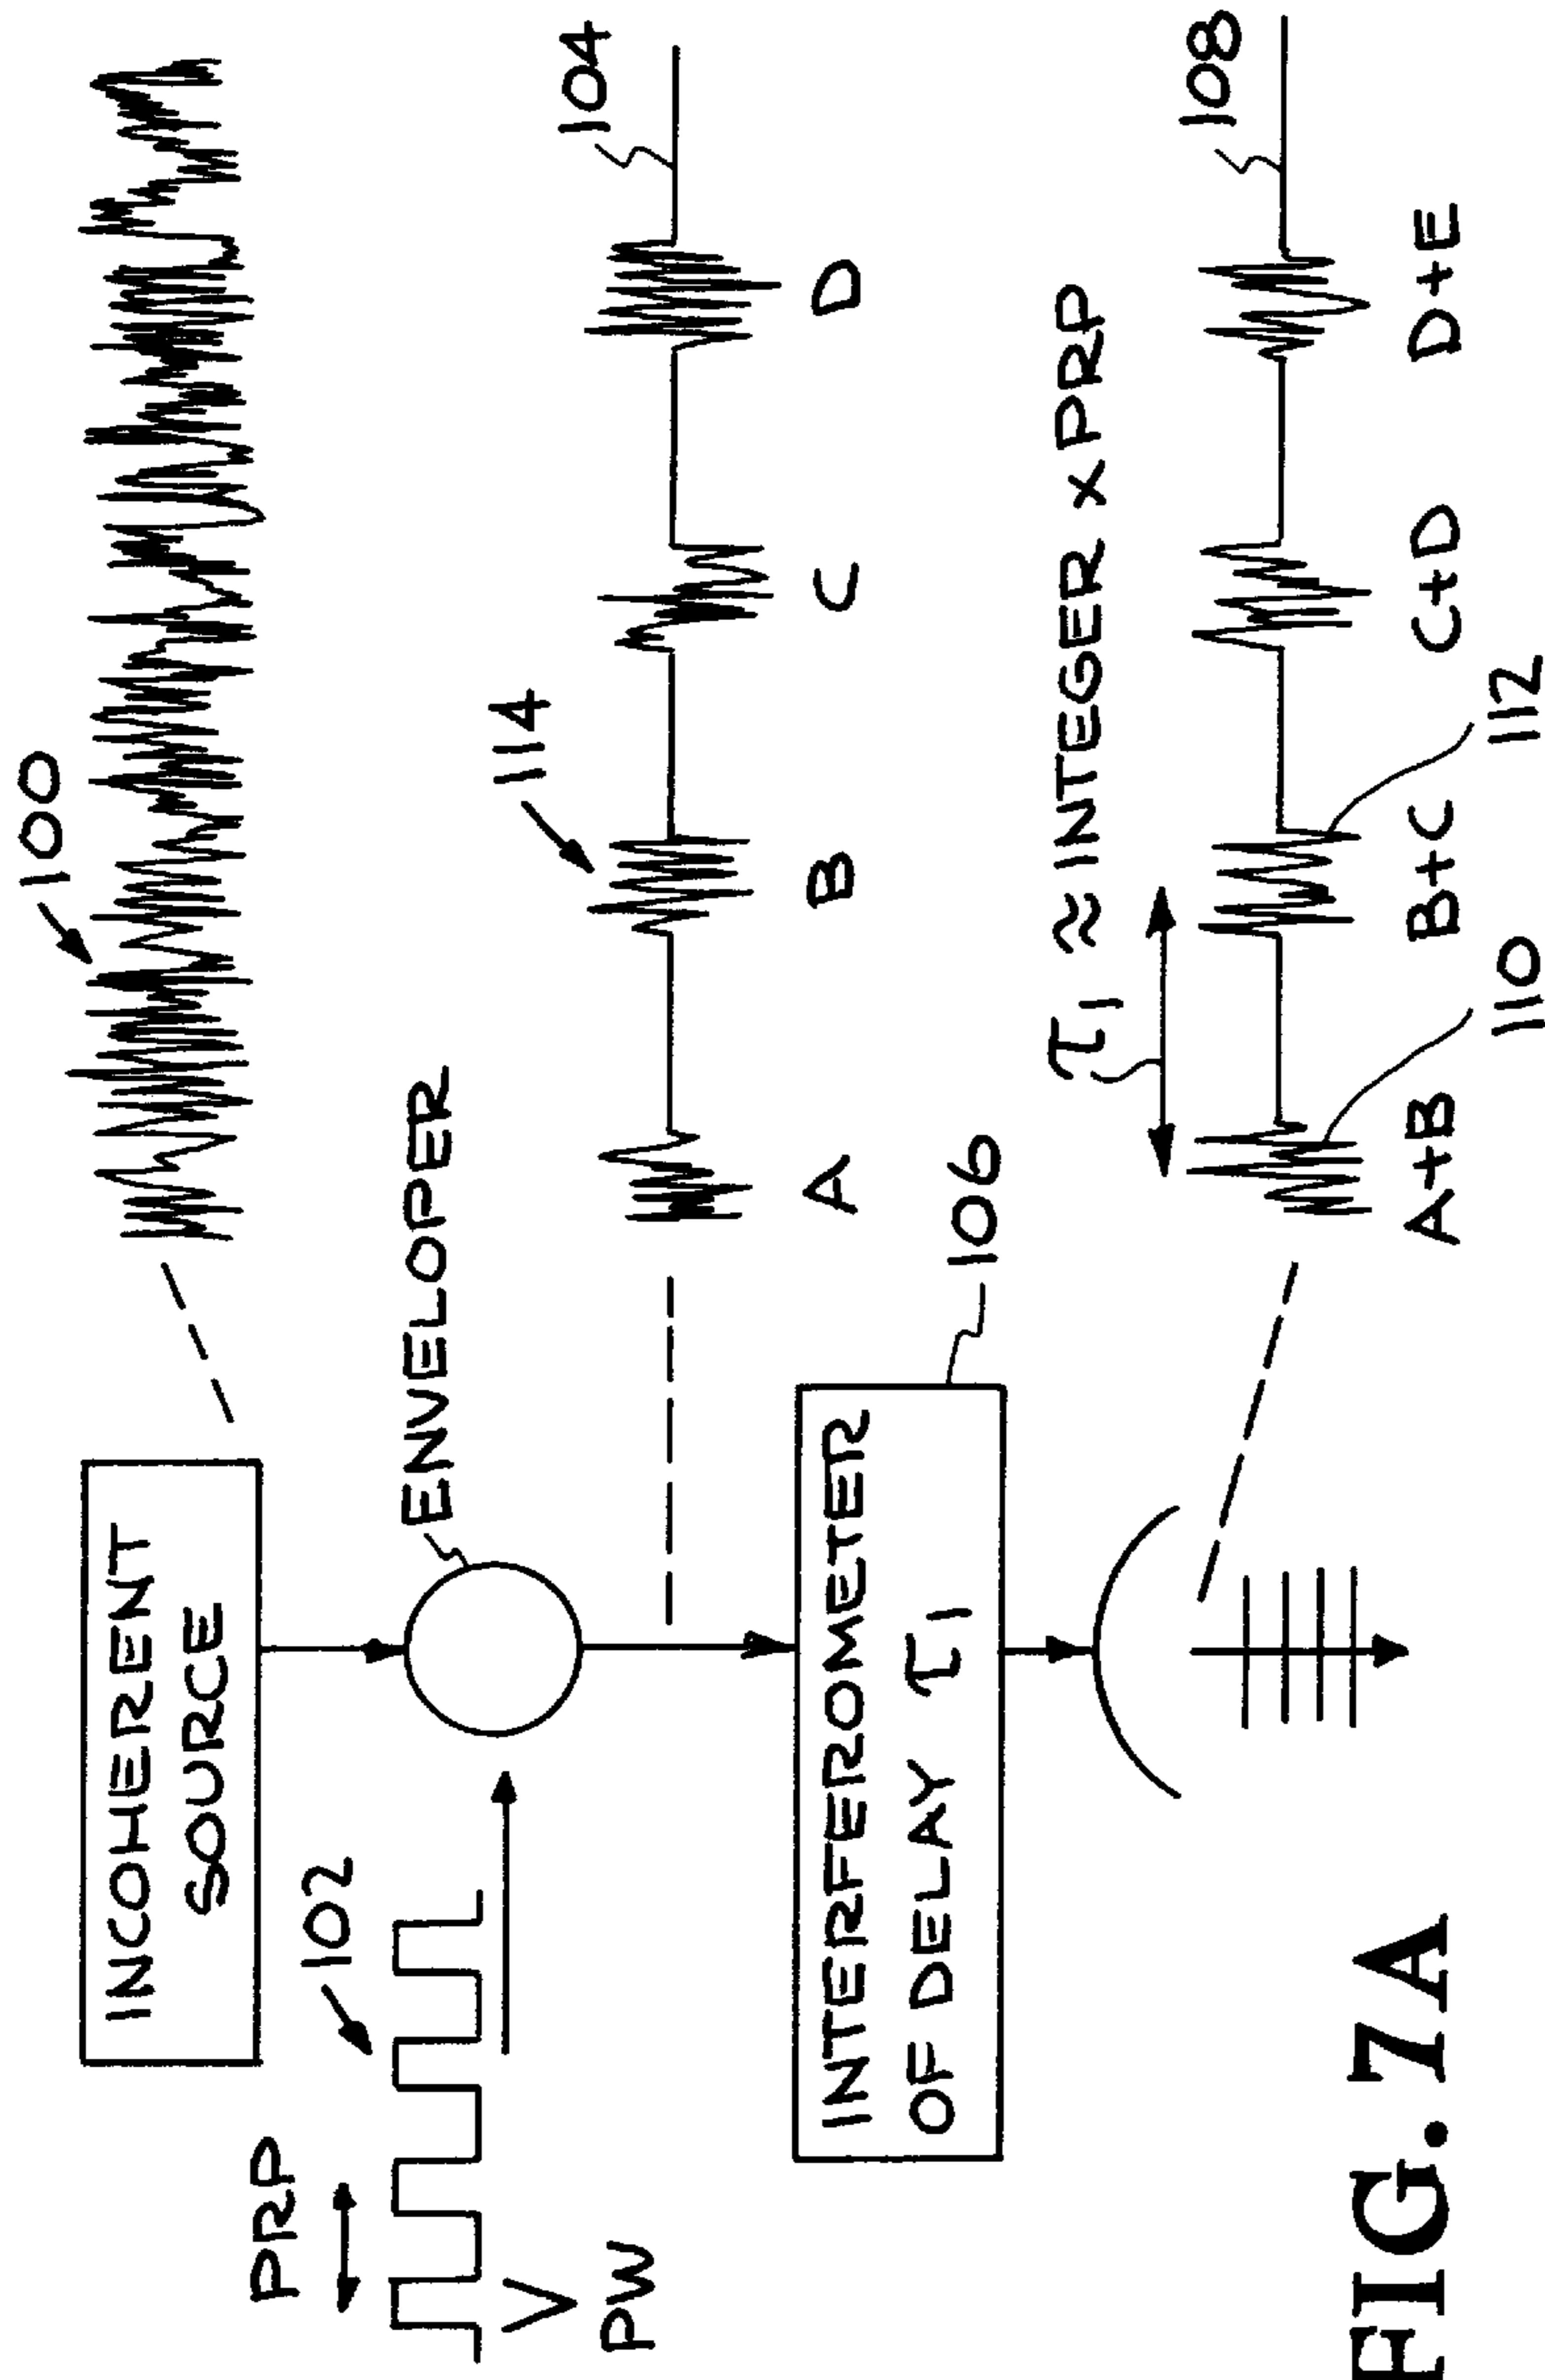 100
INCOHERENT
SOURCE
PRP
102
ENVELOPER
114
104
PW
A
B
C
D
INTERFEROMETER
OF DELAY τ1
106
τ1 ≈ INTEGER × PRP
108
A+B
B+C
C+D
D+E
110
112
FIG. 7A